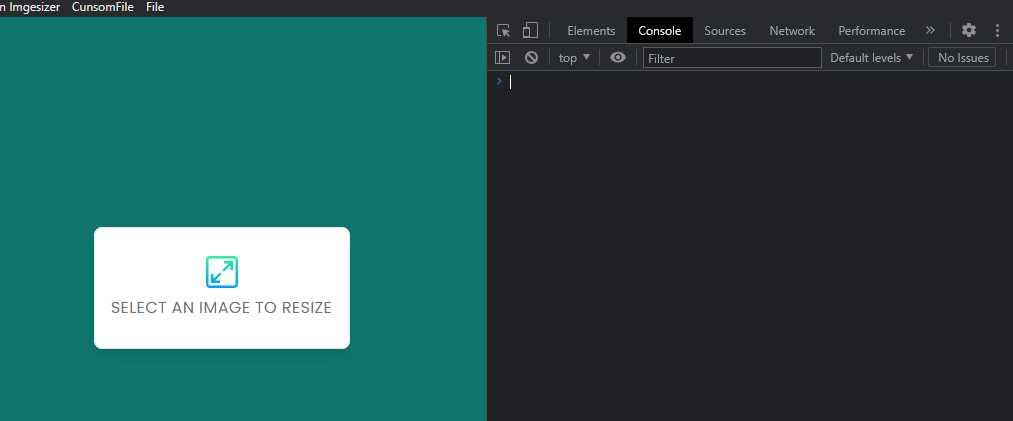 n Imgesizer CunsomFile File
Elements Console Sources Network Performance
top Filter Default levels No Issues
SELECT AN IMAGE TO RESIZE